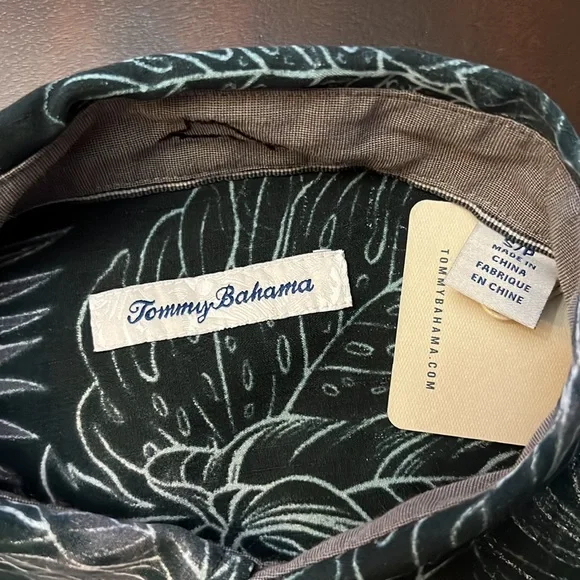 Tommy Bahama
TOMMYBAHAMA.COM
S/P
MADE IN
CHINA
FABRIQUE
EN CHINE